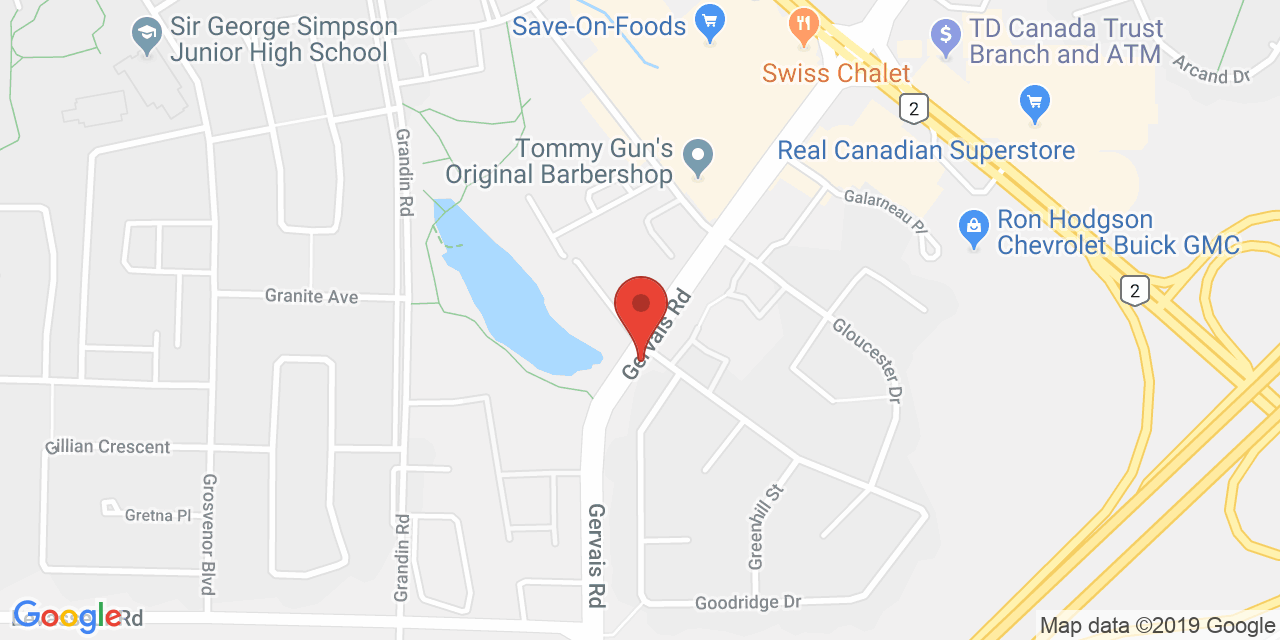 Sir George Simpson
Junior High School
Save-On-Foods
Swiss Chalet
TD Canada Trust
Branch and ATM
Arcand Dr
2
Grandin Rd
Tommy Gun's
Original Barbershop
Real Canadian Superstore
Galarneau Pl
Ron Hodgson
Chevrolet Buick GMC
2
Granite Ave
Gervais Rd
Gloucester Dr
Gillian Crescent
Grosvenor Blvd
Gretna Pl
Grandin Rd
Gervais Rd
Greenhill St
Goodridge Dr
Google
Rd
Map data ©2019 Google